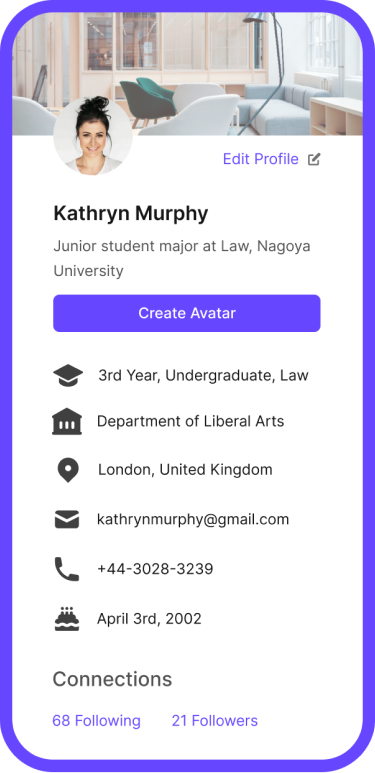 Edit Profile
Kathryn Murphy
Junior student major at Law, Nagoya
University
Create Avatar
3rd Year, Undergraduate, Law
Department of Liberal Arts
London, United Kingdom
kathrynmurphy@gmail.com
+44-3028-3239
April 3rd, 2002
Connections
68 Following 21 Followers